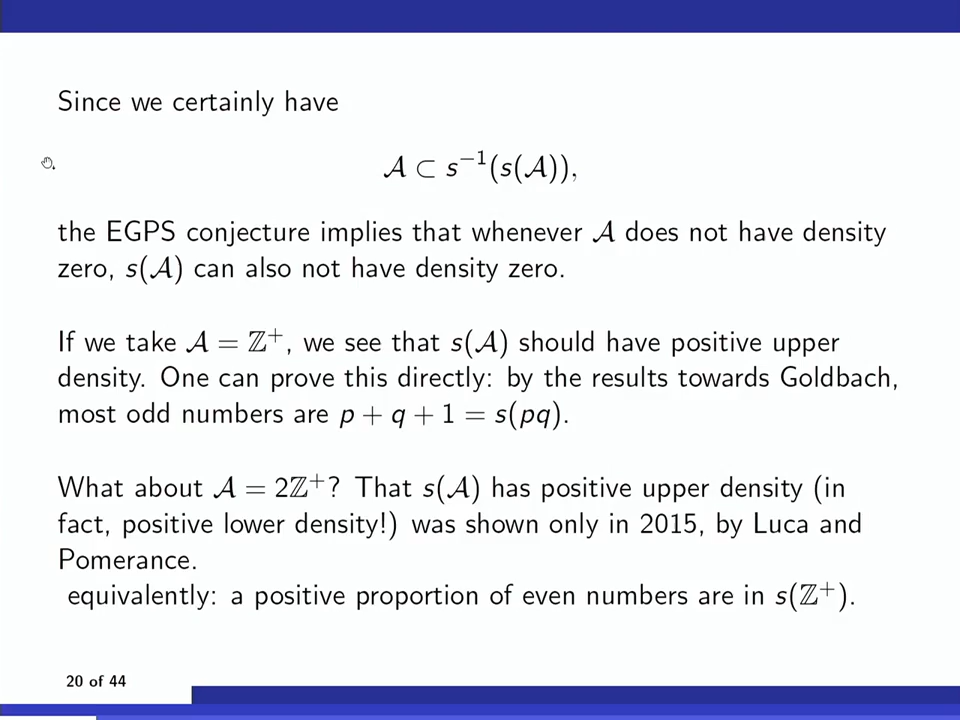 Since we certainly have
𝒜 ⊂ s⁻¹(s(𝒜)),
the EGPS conjecture implies that whenever 𝒜 does not have density
zero, s(𝒜) can also not have density zero.
If we take 𝒜 = ℤ⁺, we see that s(𝒜) should have positive upper
density. One can prove this directly: by the results towards Goldbach,
most odd numbers are p + q + 1 = s(pq).
What about 𝒜 = 2ℤ⁺? That s(𝒜) has positive upper density (in
fact, positive lower density!) was shown only in 2015, by Luca and
Pomerance.
equivalently: a positive proportion of even numbers are in s(ℤ⁺).
20 of 44